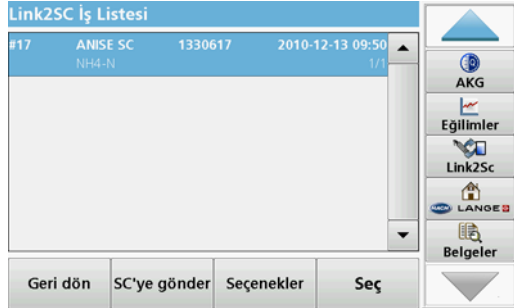 Link2SC İş Listesi
#17 ANISE SC 1330617 2010-12-13 09:50
NH4-N 1/1
AKG
Eğilimler
Link2Sc
HACH LANGE
Belgeler
Geri dön SC'ye gönder Seçenekler Seç